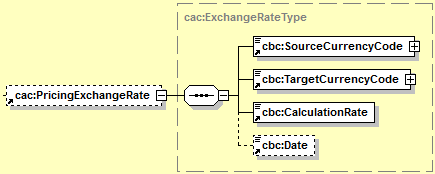 cac:ExchangeRateType
cbc:SourceCurrencyCode
cbc:TargetCurrencyCode
cac:PricingExchangeRate
cbc:CalculationRate
cbc:Date